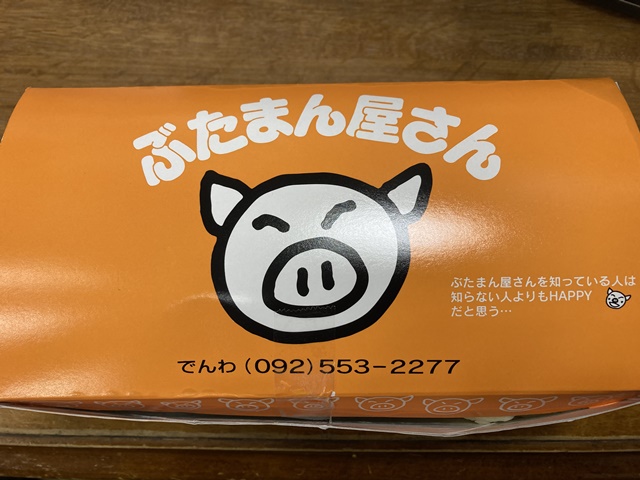 ぶたまん屋さん
ぶたまん屋さんを知っている人は
知らない人よりもHAPPY
だと思う…
でんわ(092)553-2277